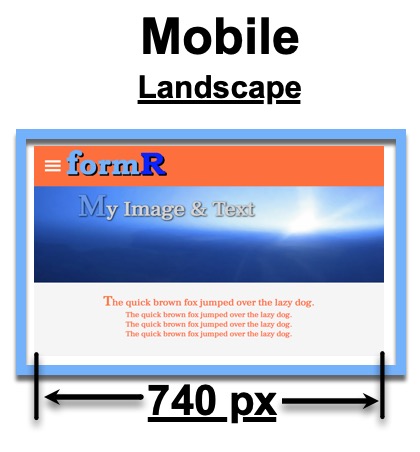 Mobile
Landscape
formR
My Image & Text
The quick brown fox jumped over the lazy dog.
The quick brown fox jumped over the lazy dog.
The quick brown fox jumped over the lazy dog.
The quick brown fox jumped over the lazy dog.
740 px